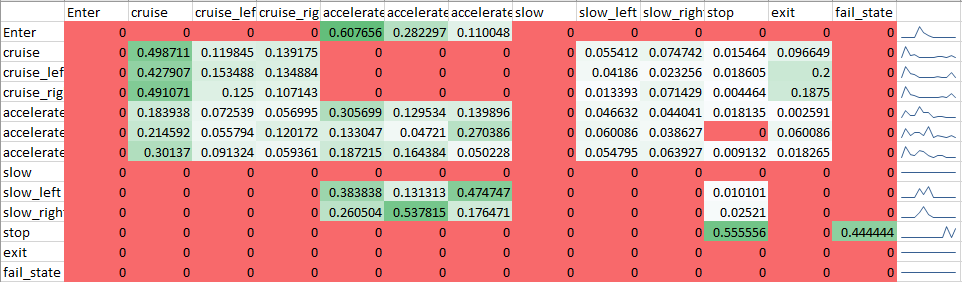 Enter cruise cruise_lef cruise_rig accelerate accelerate accelerate slow slow_left slow_righ stop exit fail_state
Enter 0 0 0 0 0.607656 0.282297 0.110048 0 0 0 0 0 0
cruise 0 0.498711 0.119845 0.139175 0 0 0 0 0.055412 0.074742 0.015464 0.096649 0
cruise_lef 0 0.427907 0.153488 0.134884 0 0 0 0 0.04186 0.023256 0.018605 0.2 0
cruise_rig 0 0.491071 0.125 0.107143 0 0 0 0 0.013393 0.071429 0.004464 0.1875 0
accelerate 0 0.183938 0.072539 0.056995 0.305699 0.129534 0.139896 0 0.046632 0.044041 0.018135 0.002591 0
accelerate 0 0.214592 0.055794 0.120172 0.133047 0.04721 0.270386 0 0.060086 0.038627 0 0.060086 0
accelerate 0 0.30137 0.091324 0.059361 0.187215 0.164384 0.050228 0 0.054795 0.063927 0.009132 0.018265 0
slow 0 0 0 0 0 0 0 0 0 0 0 0 0
slow_left 0 0 0 0 0.383838 0.131313 0.474747 0 0 0 0.010101 0 0
slow_righ 0 0 0 0 0.260504 0.537815 0.176471 0 0 0 0.02521 0 0
stop 0 0 0 0 0 0 0 0 0 0 0.555556 0 0.444444
exit 0 0 0 0 0 0 0 0 0 0 0 0 0
fail_state 0 0 0 0 0 0 0 0 0 0 0 0 0